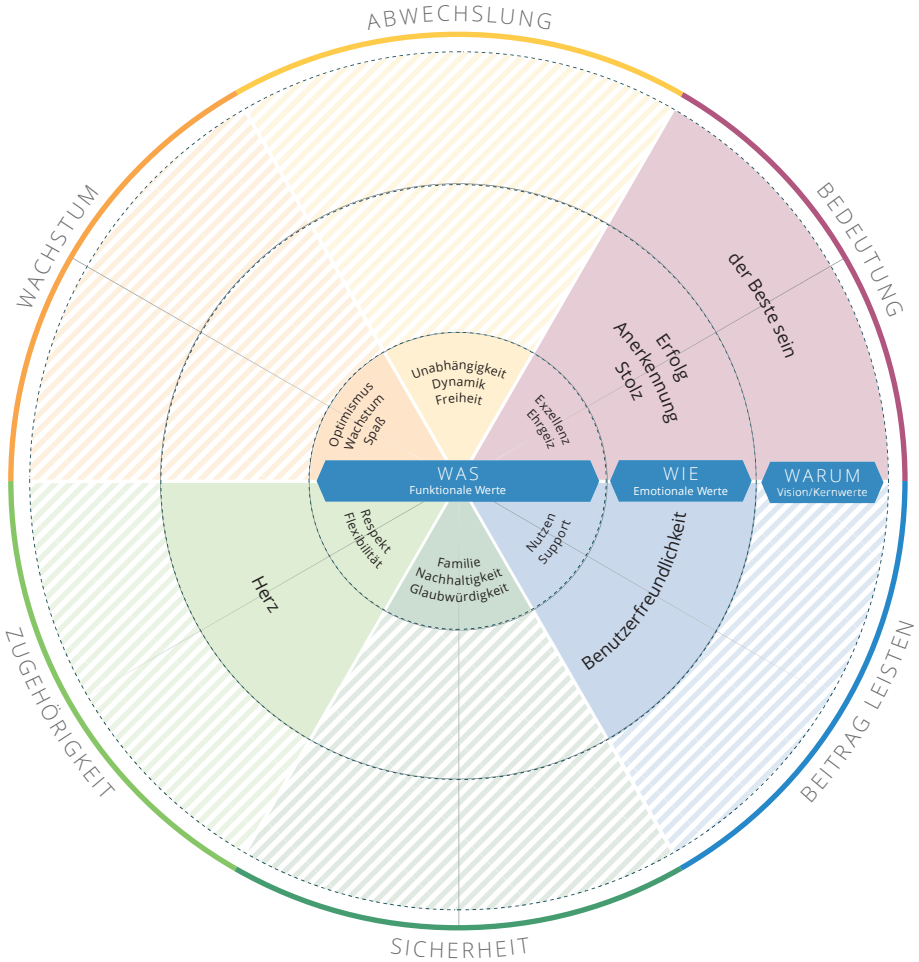 ABWECHSLUNG
WACHSTUM
BEDEUTUNG
der Beste sein
Erfolg
Anerkennung
Stolz
Unabhängigkeit
Dynamik
Freiheit
Optimismus
Wachstum
Spaß
Exzellenz
Ehrgeiz
WAS
Funktionale Werte
WIE
Emotionale Werte
WARUM
Vision/Kernwerte
Respekt
Flexibilität
Nutzen
Support
Familie
Nachhaltigkeit
Glaubwürdigkeit
Herz
Benutzerfreundlichkeit
ZUGEHÖRIGKEIT
BEITRAG LEISTEN
SICHERHEIT